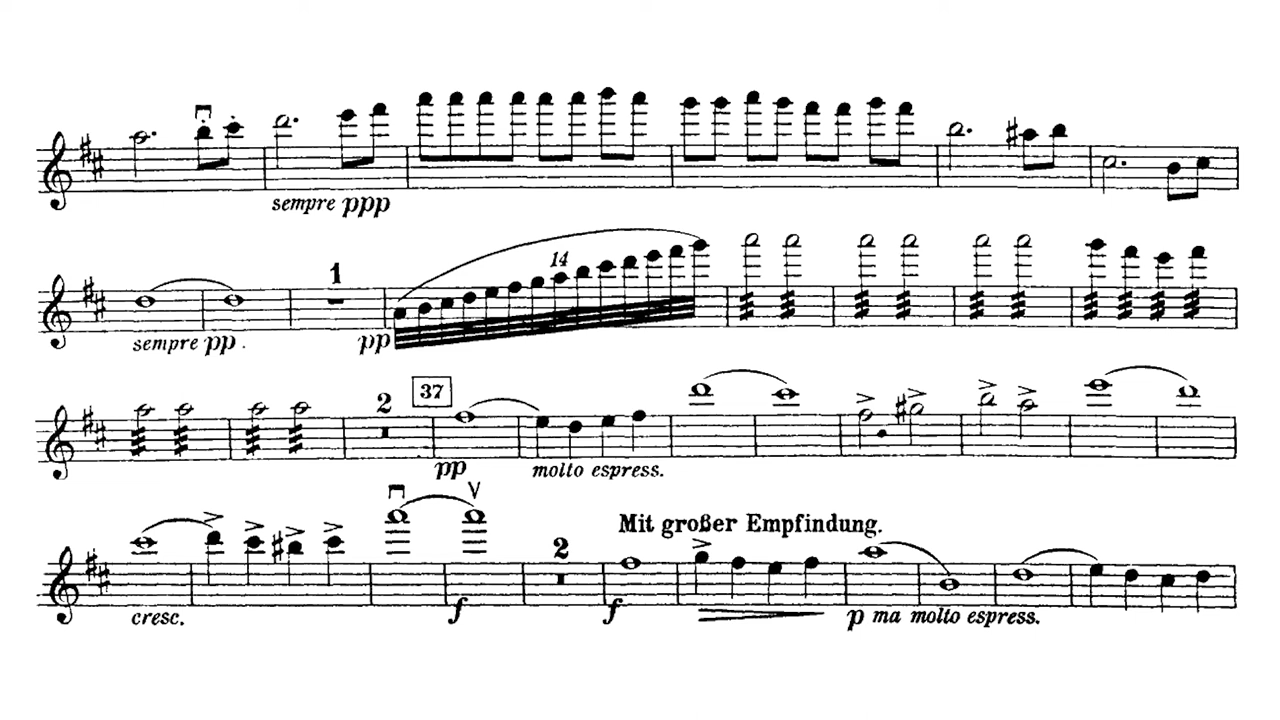 sempre ppp
1
14
sempre pp.
pp
2
37
pp
molto espress.
Mit großer Empfindung.
2
cresc.
f
f
p ma molto espress.